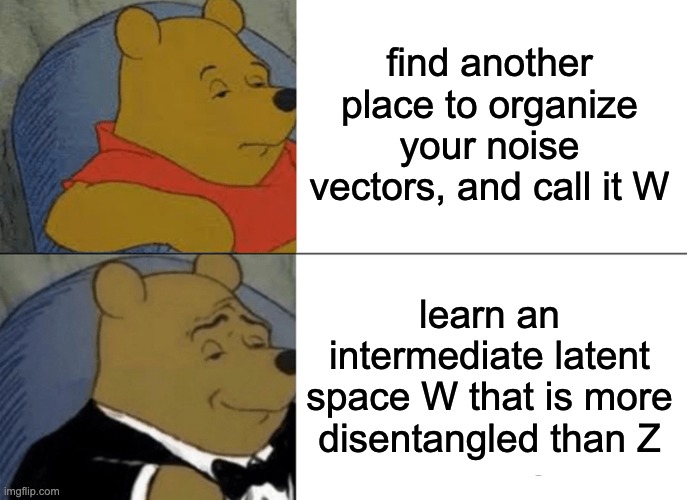 find another
place to organize
your noise
vectors, and call it W
learn an
intermediate latent
space W that is more
disentangled than Z
imgflip.com